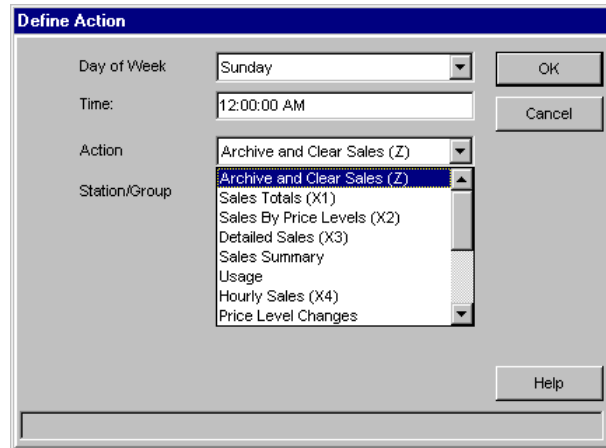 Define Action
Day of Week
Sunday
OK
Time:
12:00:00 AM
Cancel
Action
Archive and Clear Sales (Z)
Station/Group
Archive and Clear Sales (Z)
Sales Totals (X1)
Sales By Price Levels (X2)
Detailed Sales (X3)
Sales Summary
Usage
Hourly Sales (X4)
Price Level Changes
Help